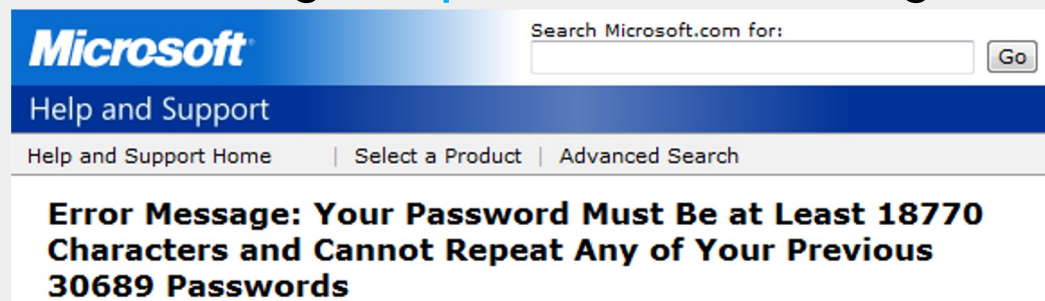 Microsoft
Search Microsoft.com for:
Go
Help and Support
Help and Support Home | Select a Product | Advanced Search
Error Message: Your Password Must Be at Least 18770
Characters and Cannot Repeat Any of Your Previous
30689 Passwords